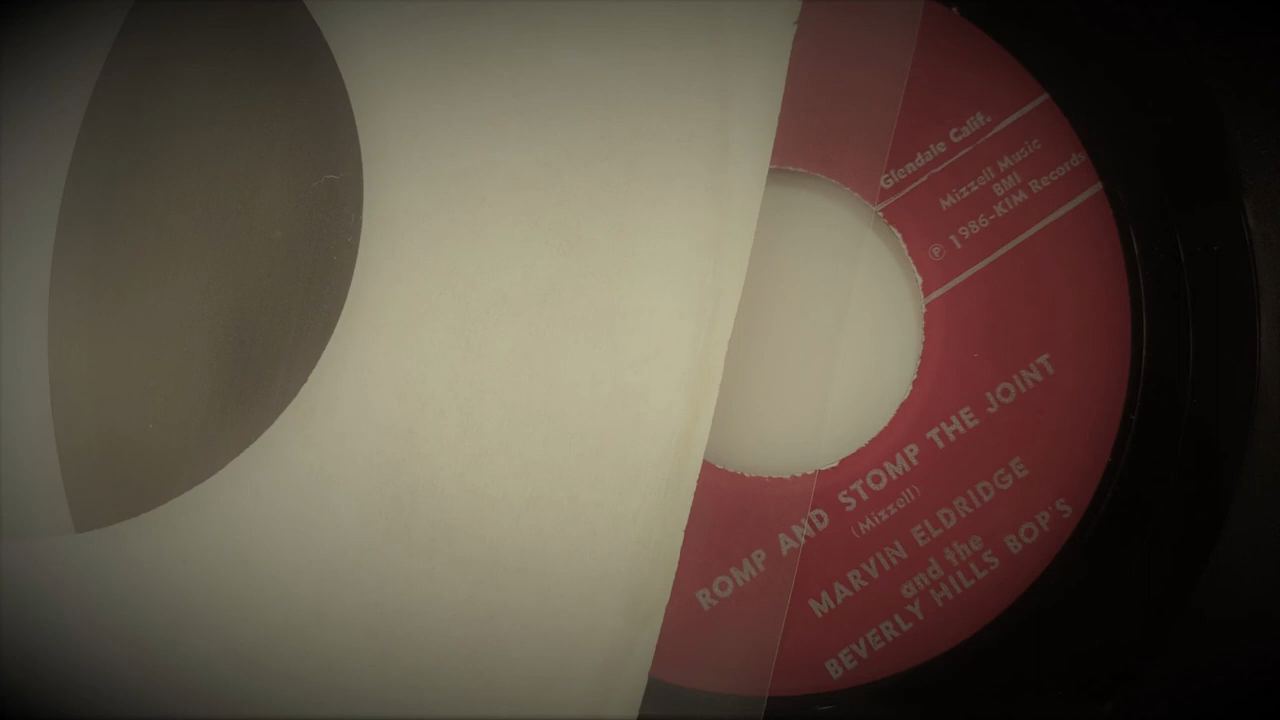 Glendale Calif.
Mizzell Music
BMI
Ⓟ 1986-KIM Records
ROMP AND STOMP THE JOINT
(Mizzell)
MARVIN ELDRIDGE
and the
BEVERLY HILLS BOP'S